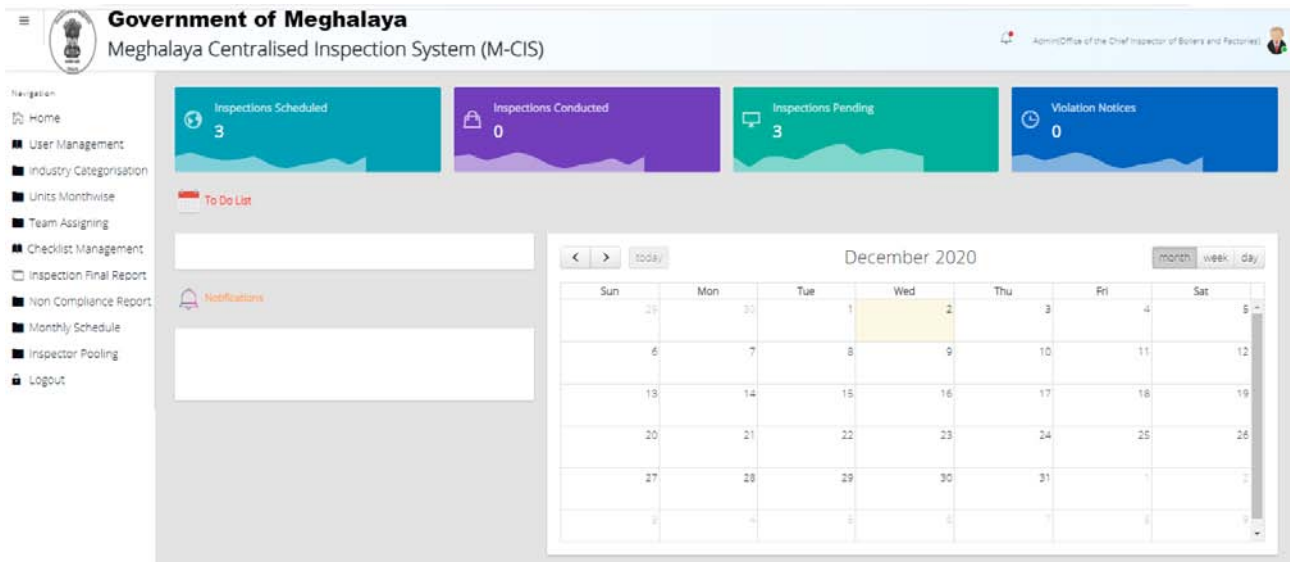 Government of Meghalaya
Meghalaya Centralised Inspection System (M-CIS)
Admin(Office of the Chief Inspector of Boilers and Factories)
Navigation
Home
User Management
Industry Categorisation
Units Monthwise
Team Assigning
Checklist Management
Inspection Final Report
Non Compliance Report
Monthly Schedule
Inspector Pooling
Logout
Inspections Scheduled
3
Inspections Conducted
0
Inspections Pending
3
Violation Notices
0
To Do List
Notifications
today
December 2020
month week day
Sun Mon Tue Wed Thu Fri Sat
29 30 1 2 3 4 5
6 7 8 9 10 11 12
13 14 15 16 17 18 19
20 21 22 23 24 25 26
27 28 29 30 31 1 2
3 4 5 6 7 8 9